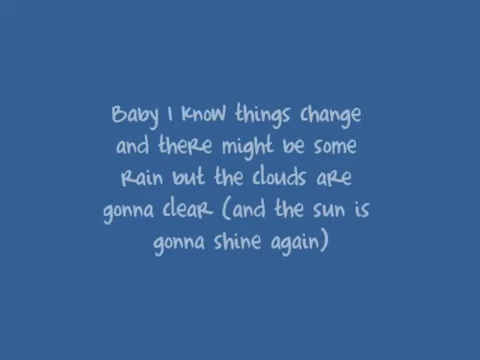 Baby I know things change
and there might be some
rain but the clouds are
gonna clear (and the sun is
gonna shine again)